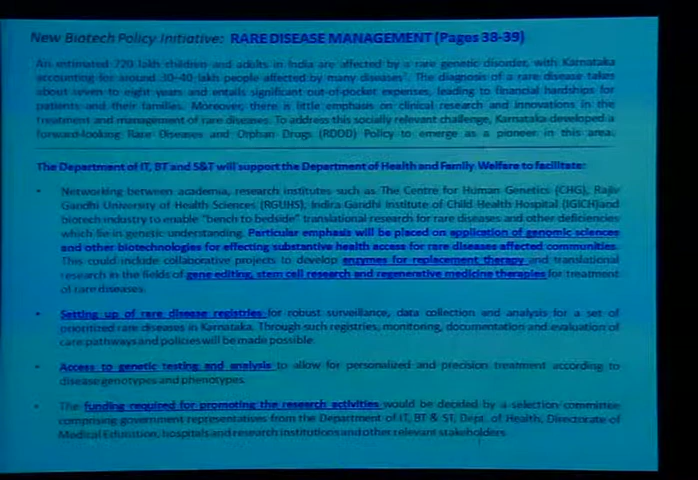 New Biotech Policy Initiative: RARE DISEASE MANAGEMENT (Pages 38-39)
An estimated 720 lakh children and adults in India are affected by a rare genetic disorder, with Karnataka
accounting for around 30-40 lakh people affected by many diseases. The diagnosis of a rare disease takes
about seven to eight years and entails significant out-of-pocket expenses, leading to financial hardships for
patients and their families. Moreover, there is little emphasis on clinical research and innovations in the
treatment and management of rare diseases. To address this socially relevant challenge, Karnataka developed a
forward-looking Rare Diseases and Orphan Drugs (RDOD) Policy to emerge as a pioneer in this area.
The Department of IT, BT and S&T will support the Department of Health and Family Welfare to facilitate:
• Networking between academia, research institutes such as The Centre for Human Genetics (CHG), Rajiv
Gandhi University of Health Sciences (RGUHS), Indira Gandhi Institute of Child Health Hospital (IGICH)and
biotech industry to enable "bench to bedside" translational research for rare diseases and other deficiencies
which lie in genetic understanding. Particular emphasis will be placed on application of genomic sciences
and other biotechnologies for effecting substantive health access for rare diseases affected communities.
This could include collaborative projects to develop enzymes for replacement therapy and translational
research in the fields of gene editing, stem cell research and regenerative medicine therapies for treatment
of rare diseases.
• Setting up of rare disease registries for robust surveillance, data collection and analysis for a set of
prioritized rare diseases in Karnataka. Through such registries, monitoring, documentation and evaluation of
care pathways and policies will be made possible.
• Access to genetic testing and analysis to allow for personalized and precision treatment according to
disease genotypes and phenotypes.
• The funding required for promoting the research activities would be decided by a selection committee
comprising government representatives from the Department of IT, BT & ST, Dept. of Health, Directorate of
Medical Education, hospitals and research institutions and other relevant stakeholders.